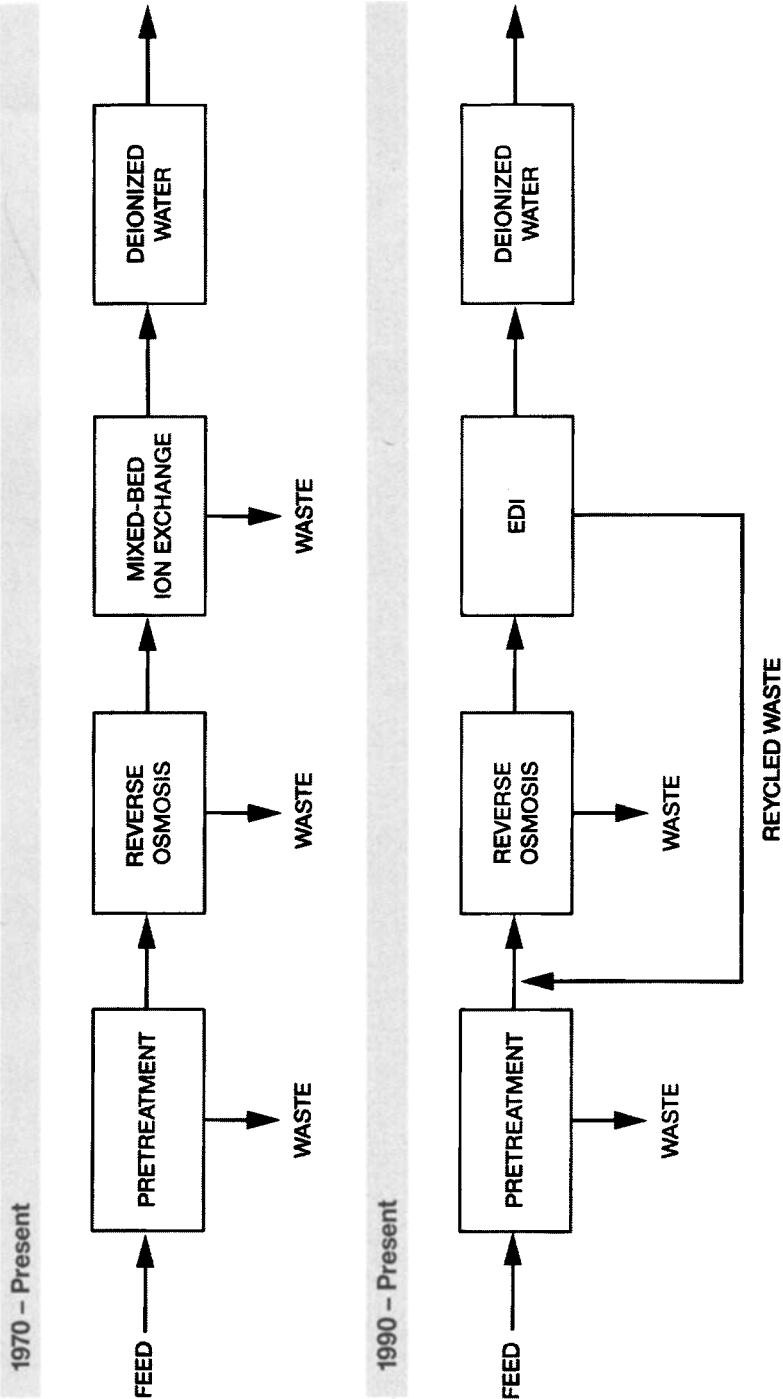 1970 – Present
FEED
PRETREATMENT
WASTE
REVERSE
OSMOSIS
WASTE
MIXED-BED
ION EXCHANGE
WASTE
DEIONIZED
WATER
1990 – Present
FEED
PRETREATMENT
WASTE
REVERSE
OSMOSIS
WASTE
EDI
DEIONIZED
WATER
REYCLED WASTE